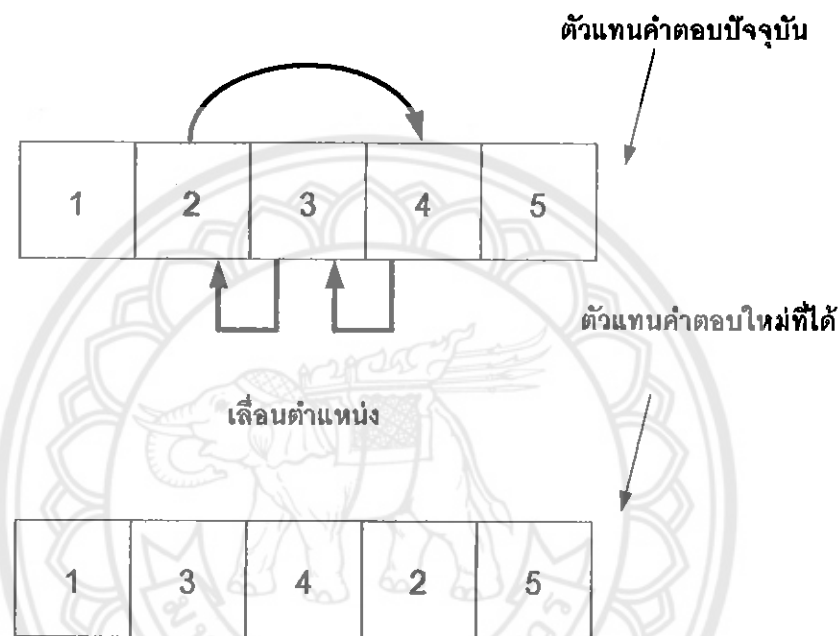 ตัวแทนคำตอบปัจจุบัน
1 2 3 4 5
ตัวแทนคำตอบใหม่ที่ได้
เลื่อนตำแหน่ง
1 3 4 2 5